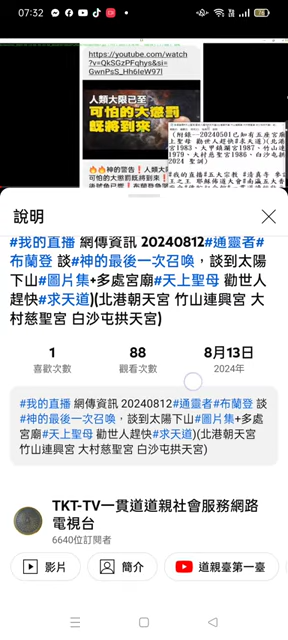 07:32
78
https://youtube.com/watch
?v=QkSGzPFqhys&si=
GwnPsS_Hh6IeW97l
人類大限已至
可怕的大懲罰
既將到來
說明
#我的直播 網傳資訊 20240812#通靈者#
布蘭登 談#神的最後一次召喚，談到太陽
下山#圖片集+多處宮廟#天上聖母 勸世人
趕快#求天道)(北港朝天宮 竹山連興宮 大
村慈聖宮 白沙屯拱天宮)
1
88
8月13日
喜歡次數
觀看次數
2024年
#我的直播 網傳資訊 20240812#通靈者#布蘭登 談
#神的最後一次召喚，談到太陽下山#圖片集+多處
宮廟#天上聖母 勸世人趕快#求天道)(北港朝天宮
竹山連興宮 大村慈聖宮 白沙屯拱天宮)
TKT-TV一貫道道親社會服務網路
電視台
6640位訂閱者
影片
簡介
道親臺第一臺